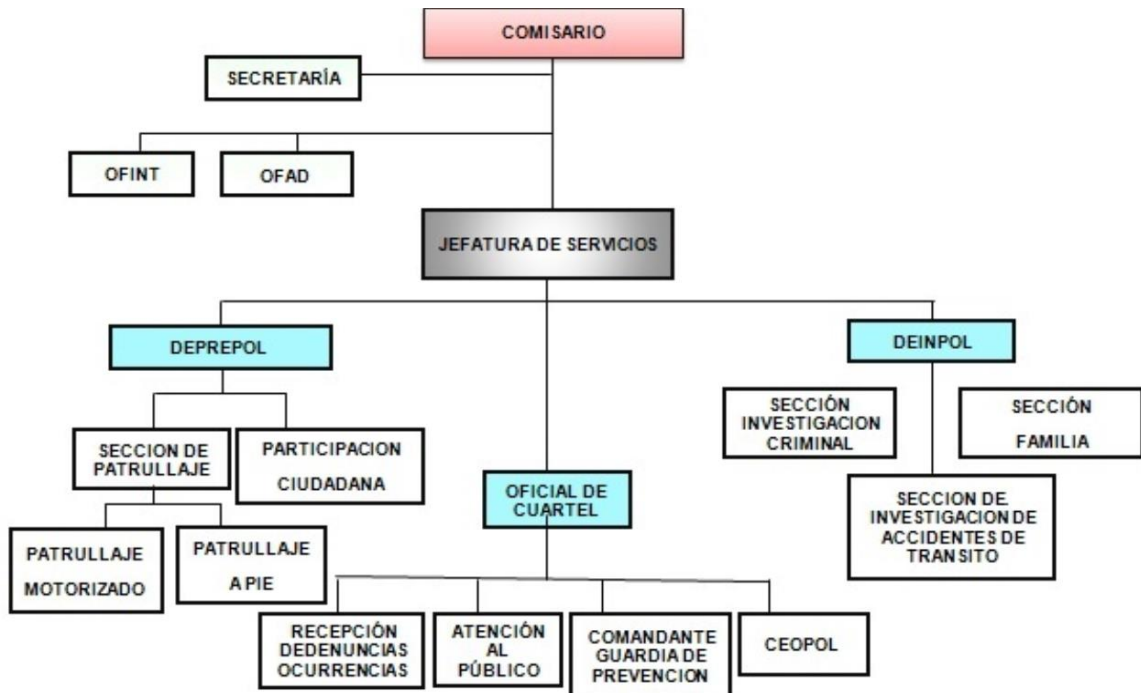 COMISARIO
SECRETARÍA
OFINT
OFAD
JEFATURA DE SERVICIOS
DEPREPOL
DEINPOL
SECCIÓN
INVESTIGACION
CRIMINAL
SECCIÓN
FAMILIA
SECCION DE
PATRULLAJE
PARTICIPACION
CIUDADANA
OFICIAL DE
CUARTEL
SECCION DE.
INVESTIGACION DE
ACCIDENTES DE
TRANSITO
PATRULLAJE
MOTORIZADO
PATRULLAJE
A PIE
RECEPCIÓN
DEDENUNCIAS
OCURRENCIAS
ATENCIÓN
AL
PÚBLICO
COMANDANTE
GUARDIA DE
PREVENCION
CEOPOL